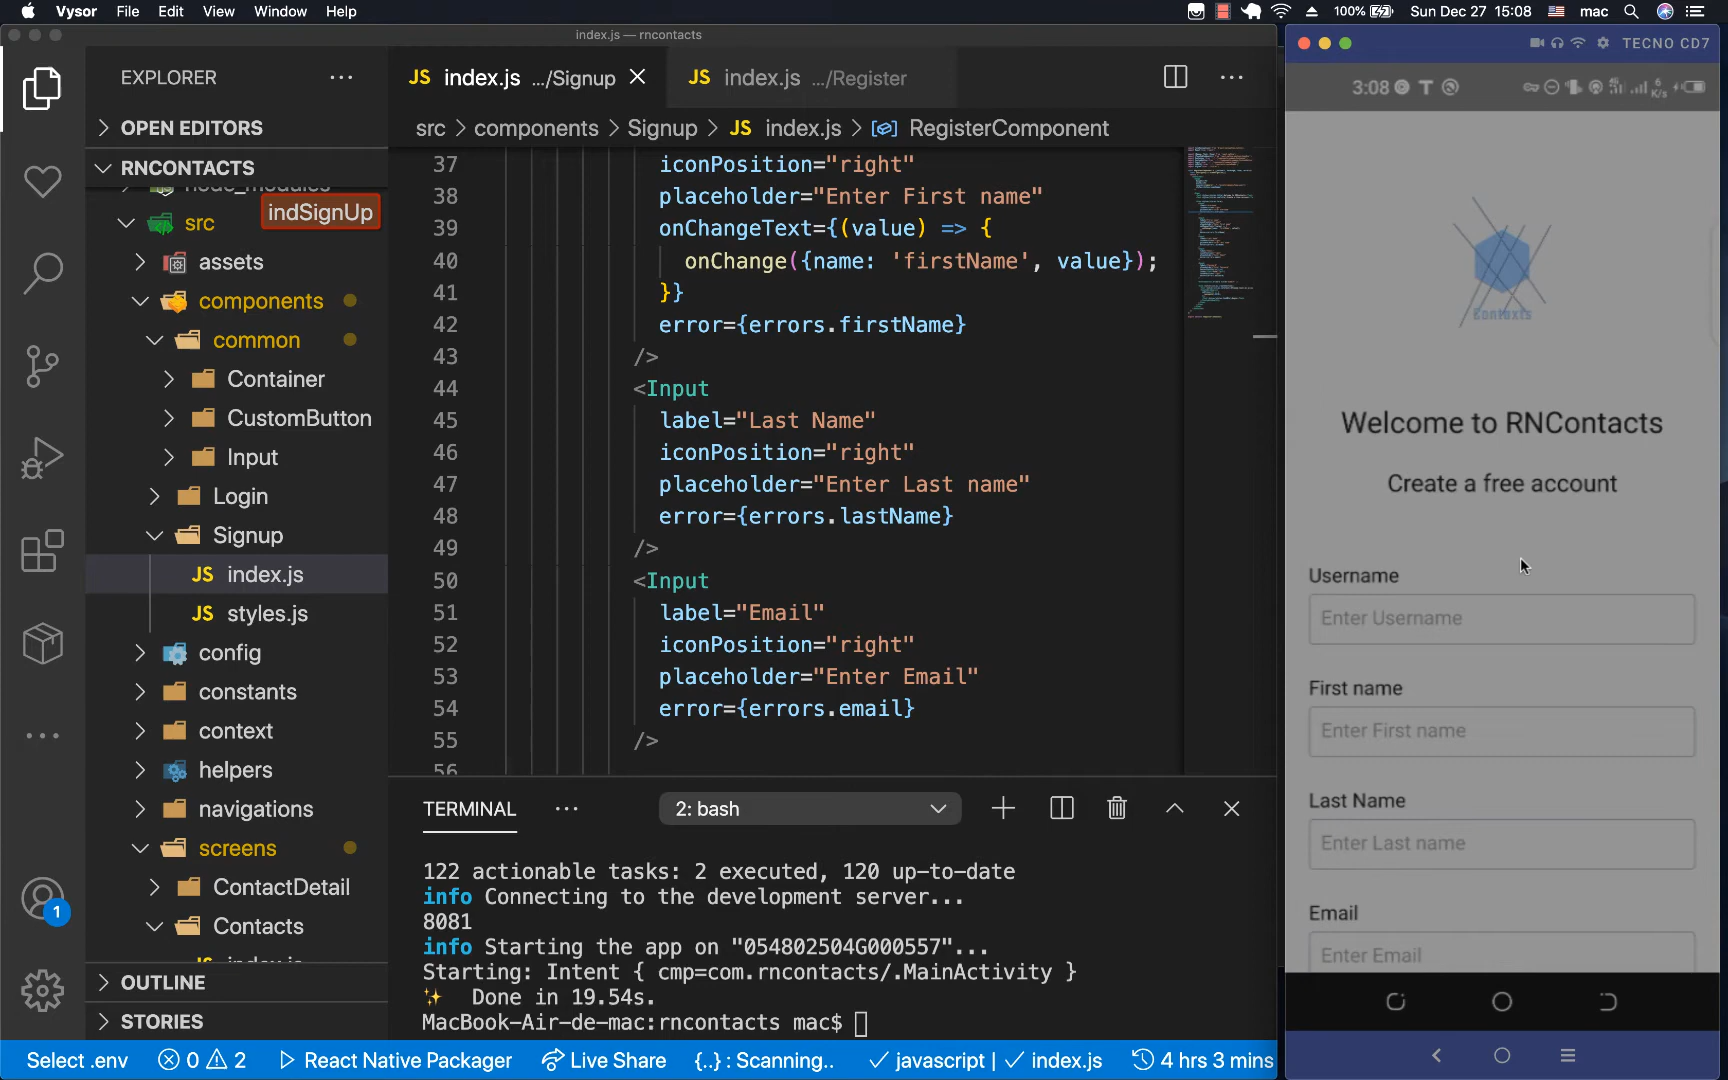 Vysor File Edit View Window Help
100% Sun Dec 27 15:08 mac
index.js — rncontacts
EXPLORER
OPEN EDITORS
RNCONTACTS
node_modules
indSignUp
src
assets
components
common
Container
CustomButton
Input
Login
Signup
JS index.js
JS styles.js
config
constants
context
helpers
navigations
screens
ContactDetail
Contacts
JS index.js
OUTLINE
STORIES
1
JS index.js .../Signup
JS index.js .../Register
src > components > Signup > JS index.js > RegisterComponent
37 iconPosition="right"
38 placeholder="Enter First name"
39 onChangeText={(value) => {
40 onChange({name: 'firstName', value});
41 }}
42 error={errors.firstName}
43 />
44 <Input
45 label="Last Name"
46 iconPosition="right"
47 placeholder="Enter Last name"
48 error={errors.lastName}
49 />
50 <Input
51 label="Email"
52 iconPosition="right"
53 placeholder="Enter Email"
54 error={errors.email}
55 />
56
TERMINAL
2: bash
122 actionable tasks: 2 executed, 120 up-to-date
info Connecting to the development server...
8081
info Starting the app on "054802504G000557"...
Starting: Intent { cmp=com.rncontacts/.MainActivity }
✨ Done in 19.54s.
MacBook-Air-de-mac:rncontacts mac$
Select .env 0 2 React Native Packager Live Share {..} : Scanning.. javascript | index.js 4 hrs 3 mins
TECNO CD7
3:08
Contexts
Welcome to RNContacts
Create a free account
Username
Enter Username
First name
Enter First name
Last Name
Enter Last name
Email
Enter Email